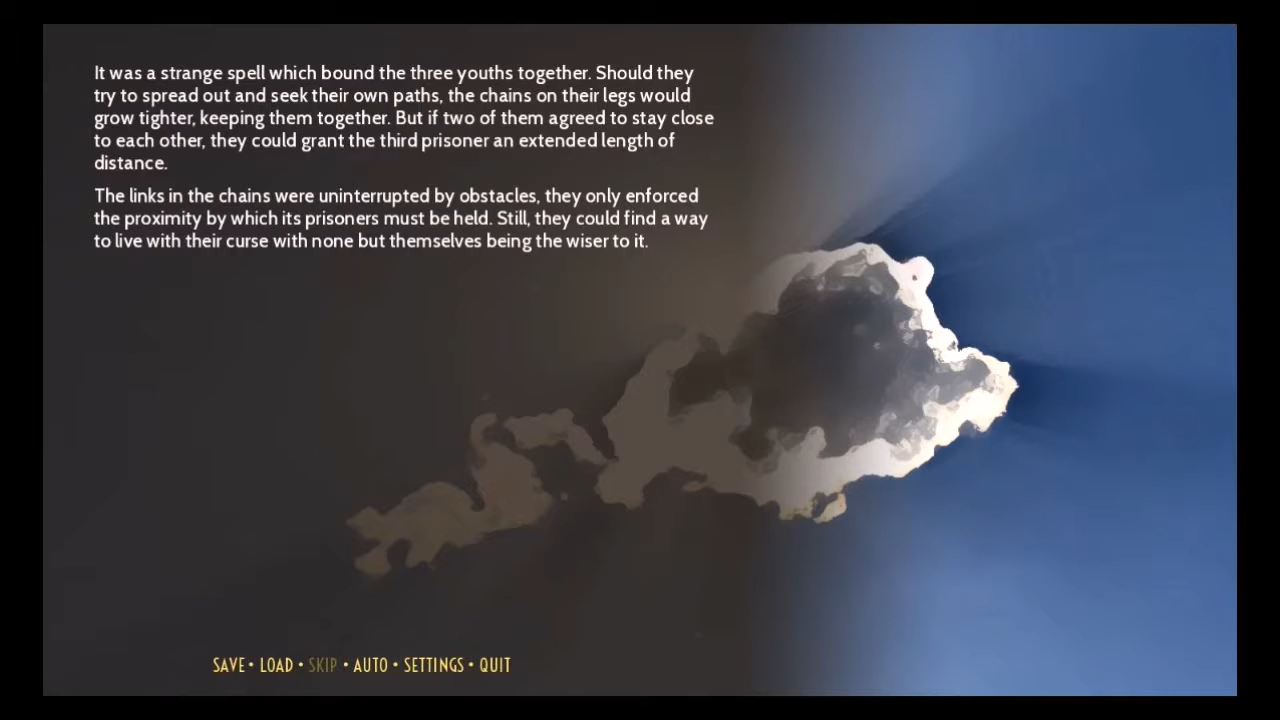 It was a strange spell which bound the three youths together. Should they
try to spread out and seek their own paths, the chains on their legs would
grow tighter, keeping them together. But if two of them agreed to stay close
to each other, they could grant the third prisoner an extended length of
distance.
The links in the chains were uninterrupted by obstacles, they only enforced
the proximity by which its prisoners must be held. Still, they could find a way
to live with their curse with none but themselves being the wiser to it.
SAVE • LOAD • SKIP • AUTO • SETTINGS • QUIT